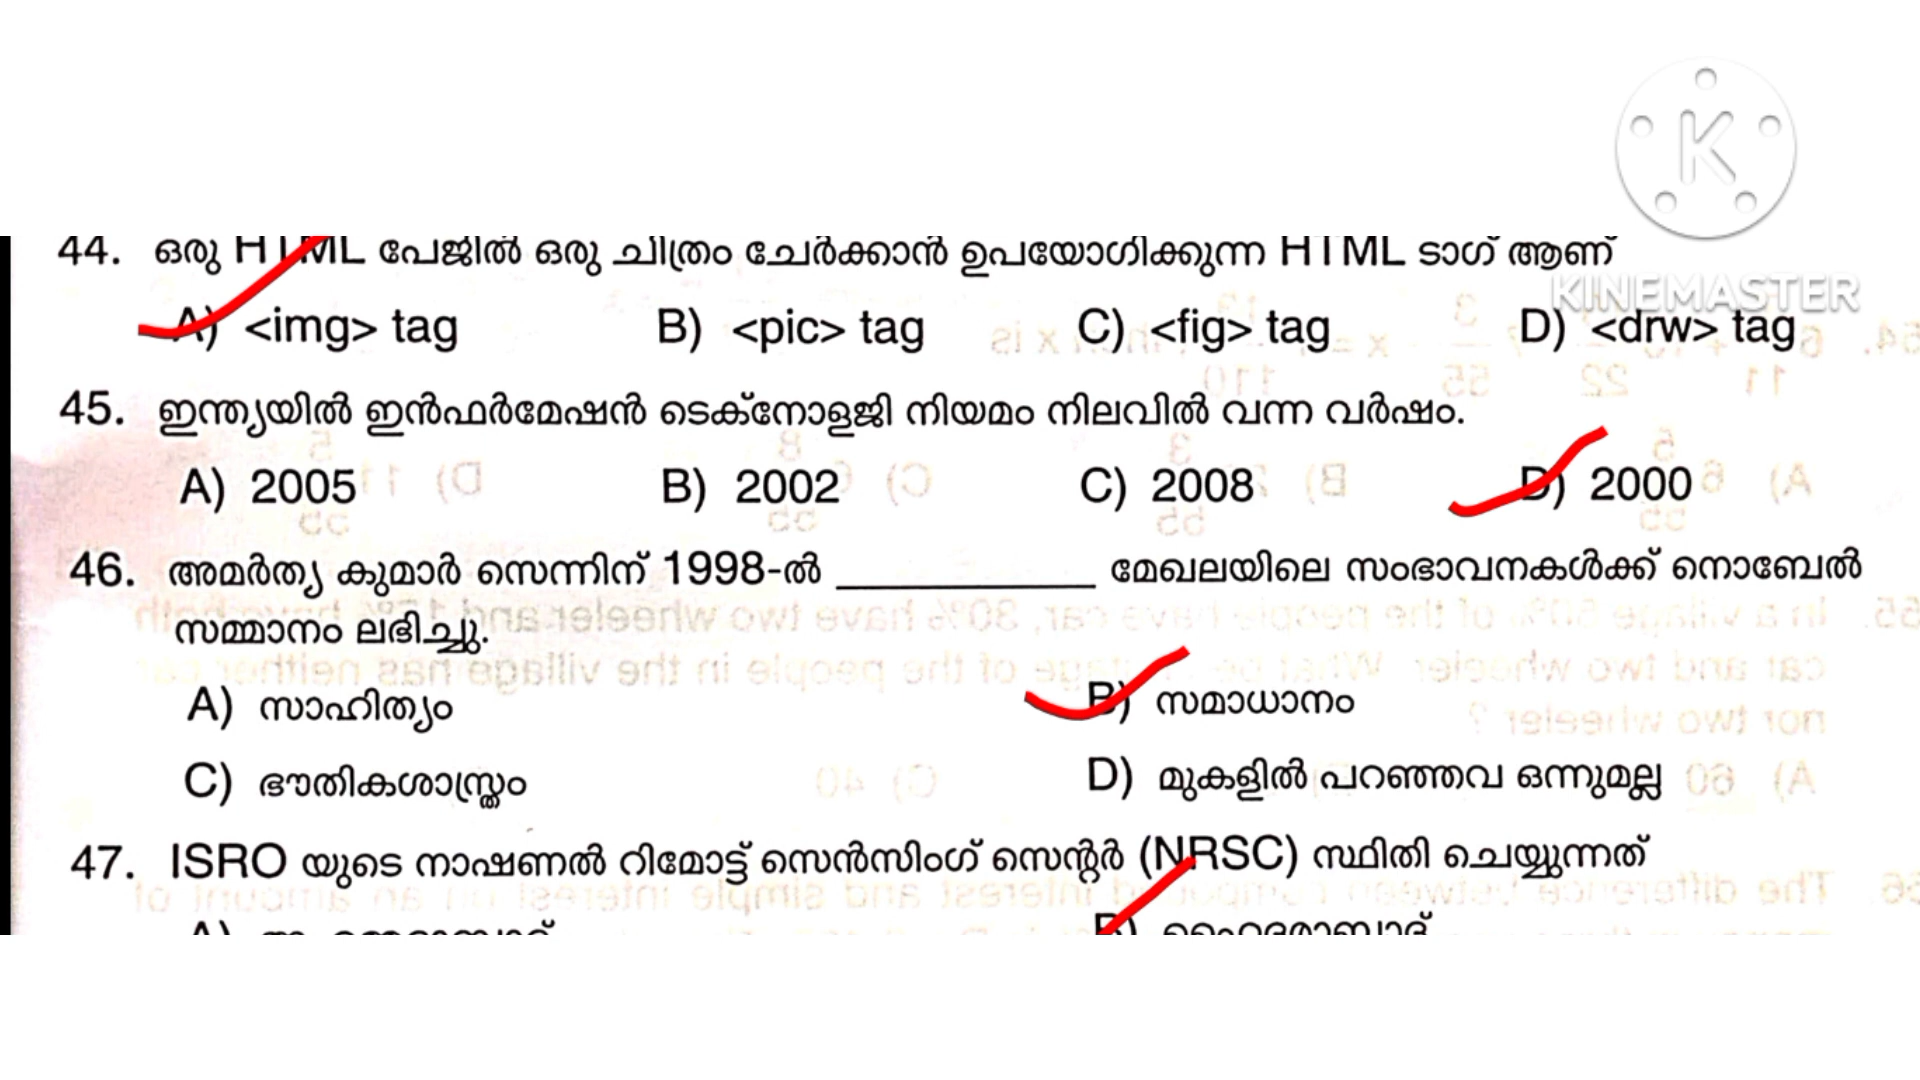 K
KINEMASTER
44. ഒരു HTML പേജിൽ ഒരു ചിത്രം ചേർക്കാൻ ഉപയോഗിക്കുന്ന HTML ടാഗ് ആണ്
A) <img> tag B) <pic> tag C) <fig> tag D) <drw> tag
45. ഇന്ത്യയിൽ ഇൻഫർമേഷൻ ടെക്നോളജി നിയമം നിലവിൽ വന്ന വർഷം.
A) 2005 B) 2002 C) 2008 D) 2000
46. അമർത്യ കുമാർ സെന്നിന് 1998-ൽ ____________ മേഖലയിലെ സംഭാവനകൾക്ക് നൊബേൽ
സമ്മാനം ലഭിച്ചു.
A) സാഹിത്യം B) സമാധാനം
C) ഭൗതികശാസ്ത്രം D) മുകളിൽ പറഞ്ഞവ ഒന്നുമല്ല
47. ISRO യുടെ നാഷണൽ റിമോട്ട് സെൻസിംഗ് സെന്റർ (NRSC) സ്ഥിതി ചെയ്യുന്നത്
A) B) ഹൈദരാബാദ്